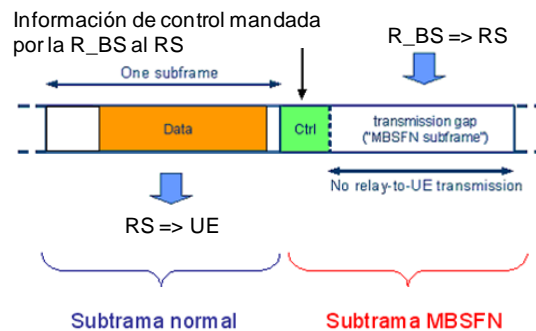 Información de control mandada
por la R_BS al RS
R_BS => RS
One subframe
Data
Ctrl
transmission gap
("MBSFN subframe")
No relay-to-UE transmission
RS => UE
Subtrama normal
Subtrama MBSFN